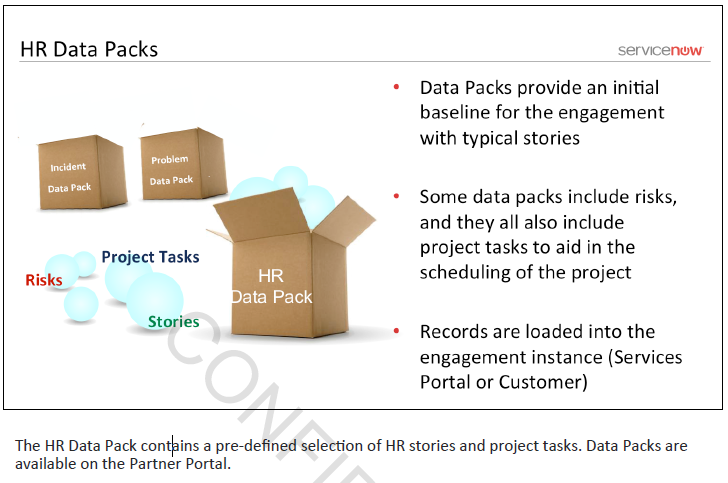 HR Data Packs
servicenow
Incident
Data Pack
Problem
Data Pack
Project Tasks
Risks
Stories
HR
Data Pack
• Data Packs provide an initial
baseline for the engagement
with typical stories
• Some data packs include risks,
and they all also include
project tasks to aid in the
scheduling of the project
• Records are loaded into the
engagement instance (Services
Portal or Customer)
The HR Data Pack contains a pre-defined selection of HR stories and project tasks. Data Packs are
available on the Partner Portal.